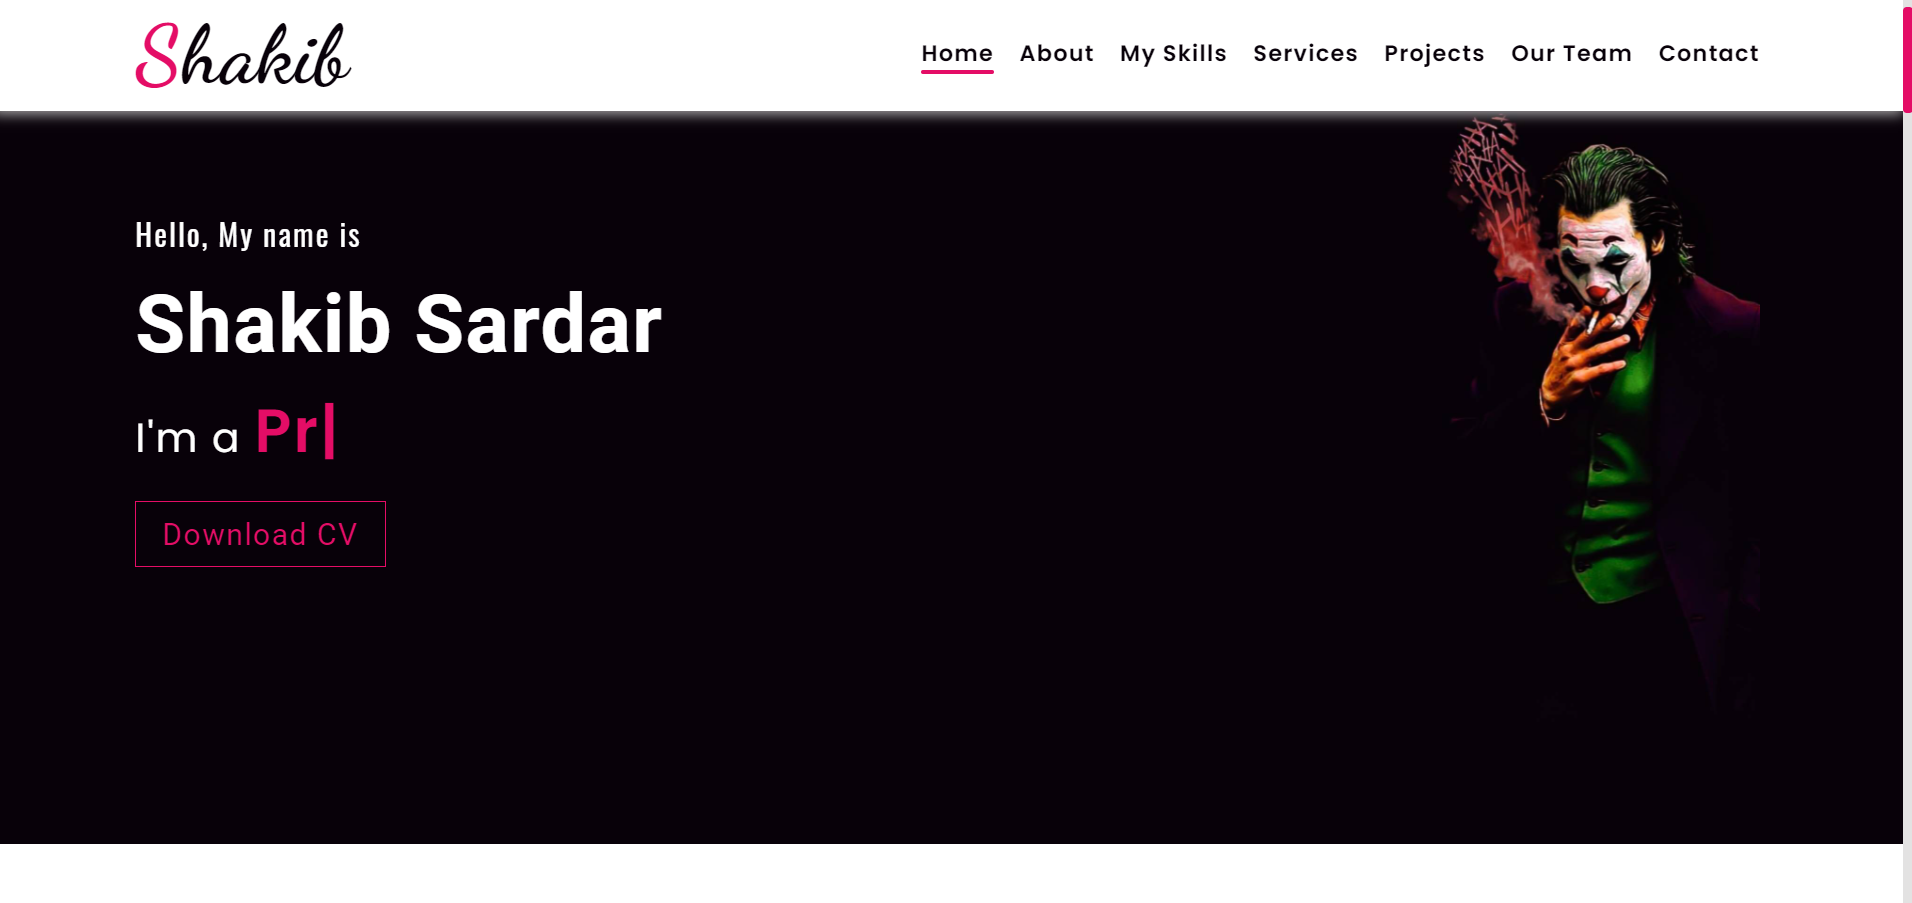 Shakib
Home About My Skills Services Projects Our Team Contact
Hello, My name is
Shakib Sardar
I'm a Pr|
Download CV